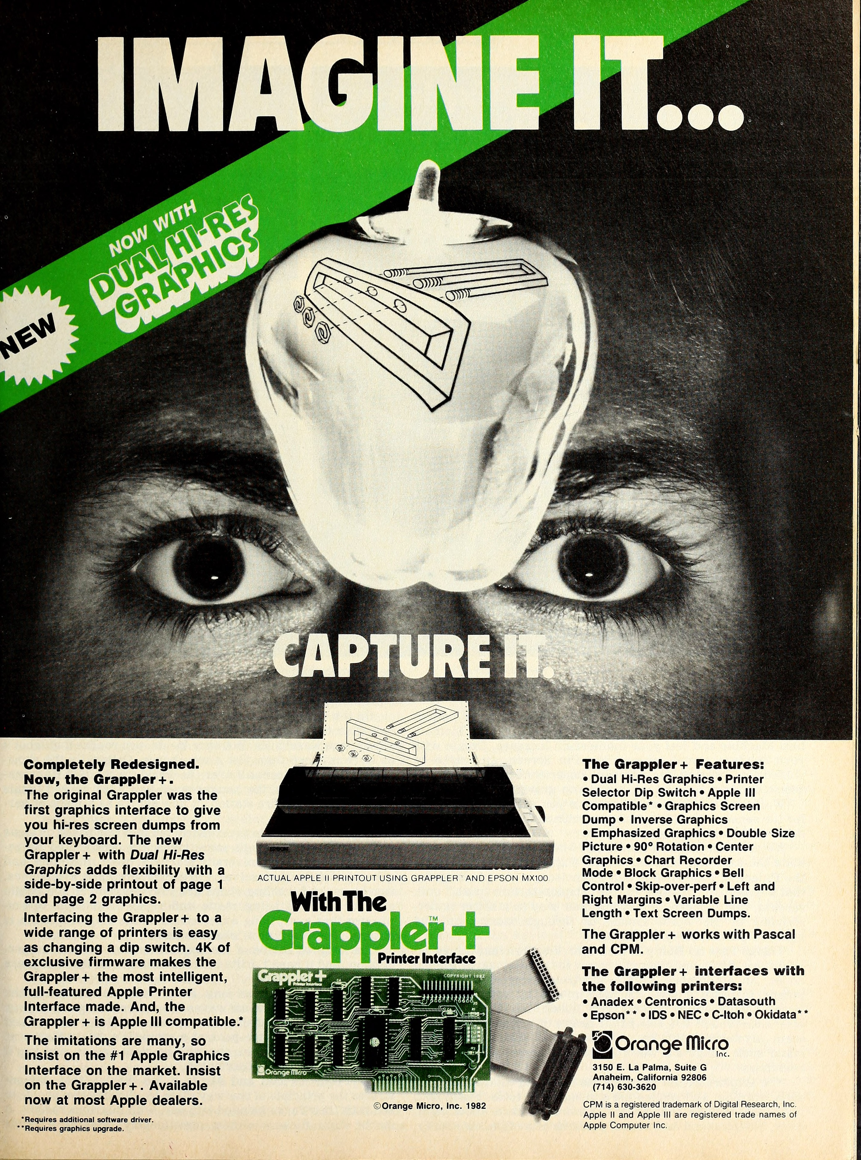 IMAGINE IT...
NOW WITH
DUAL HI-RES
GRAPHICS
NEW
CAPTURE IT.
Completely Redesigned.
Now, the Grappler+.
The original Grappler was the
first graphics interface to give
you hi-res screen dumps from
your keyboard. The new
Grappler+ with Dual Hi-Res
Graphics adds flexibility with a
side-by-side printout of page 1
and page 2 graphics.
Interfacing the Grappler+ to a
wide range of printers is easy
as changing a dip switch. 4K of
exclusive firmware makes the
Grappler+ the most intelligent,
full-featured Apple Printer
Interface made. And, the
Grappler+ is Apple III compatible.*
The imitations are many, so
insist on the #1 Apple Graphics
Interface on the market. Insist
on the Grappler+. Available
now at most Apple dealers.
*Requires additional software driver.
**Requires graphics upgrade.
ACTUAL APPLE II PRINTOUT USING GRAPPLER™ AND EPSON MX100
With The
Grappler+™
Printer Interface
Grappler+
Printer Interface
COPYRIGHT 1982
Orange Micro
©Orange Micro, Inc. 1982
The Grappler+ Features:
• Dual Hi-Res Graphics • Printer
Selector Dip Switch • Apple III
Compatible* • Graphics Screen
Dump • Inverse Graphics
• Emphasized Graphics • Double Size
Picture • 90° Rotation • Center
Graphics • Chart Recorder
Mode • Block Graphics • Bell
Control • Skip-over-perf • Left and
Right Margins • Variable Line
Length • Text Screen Dumps.
The Grappler+ works with Pascal
and CPM.
The Grappler+ interfaces with
the following printers:
• Anadex • Centronics • Datasouth
• Epson** • IDS • NEC • C-Itoh • Okidata**
Orange Micro
Inc.
3150 E. La Palma, Suite G
Anaheim, California 92806
(714) 630-3620
CPM is a registered trademark of Digital Research, Inc.
Apple II and Apple III are registered trade names of
Apple Computer Inc.